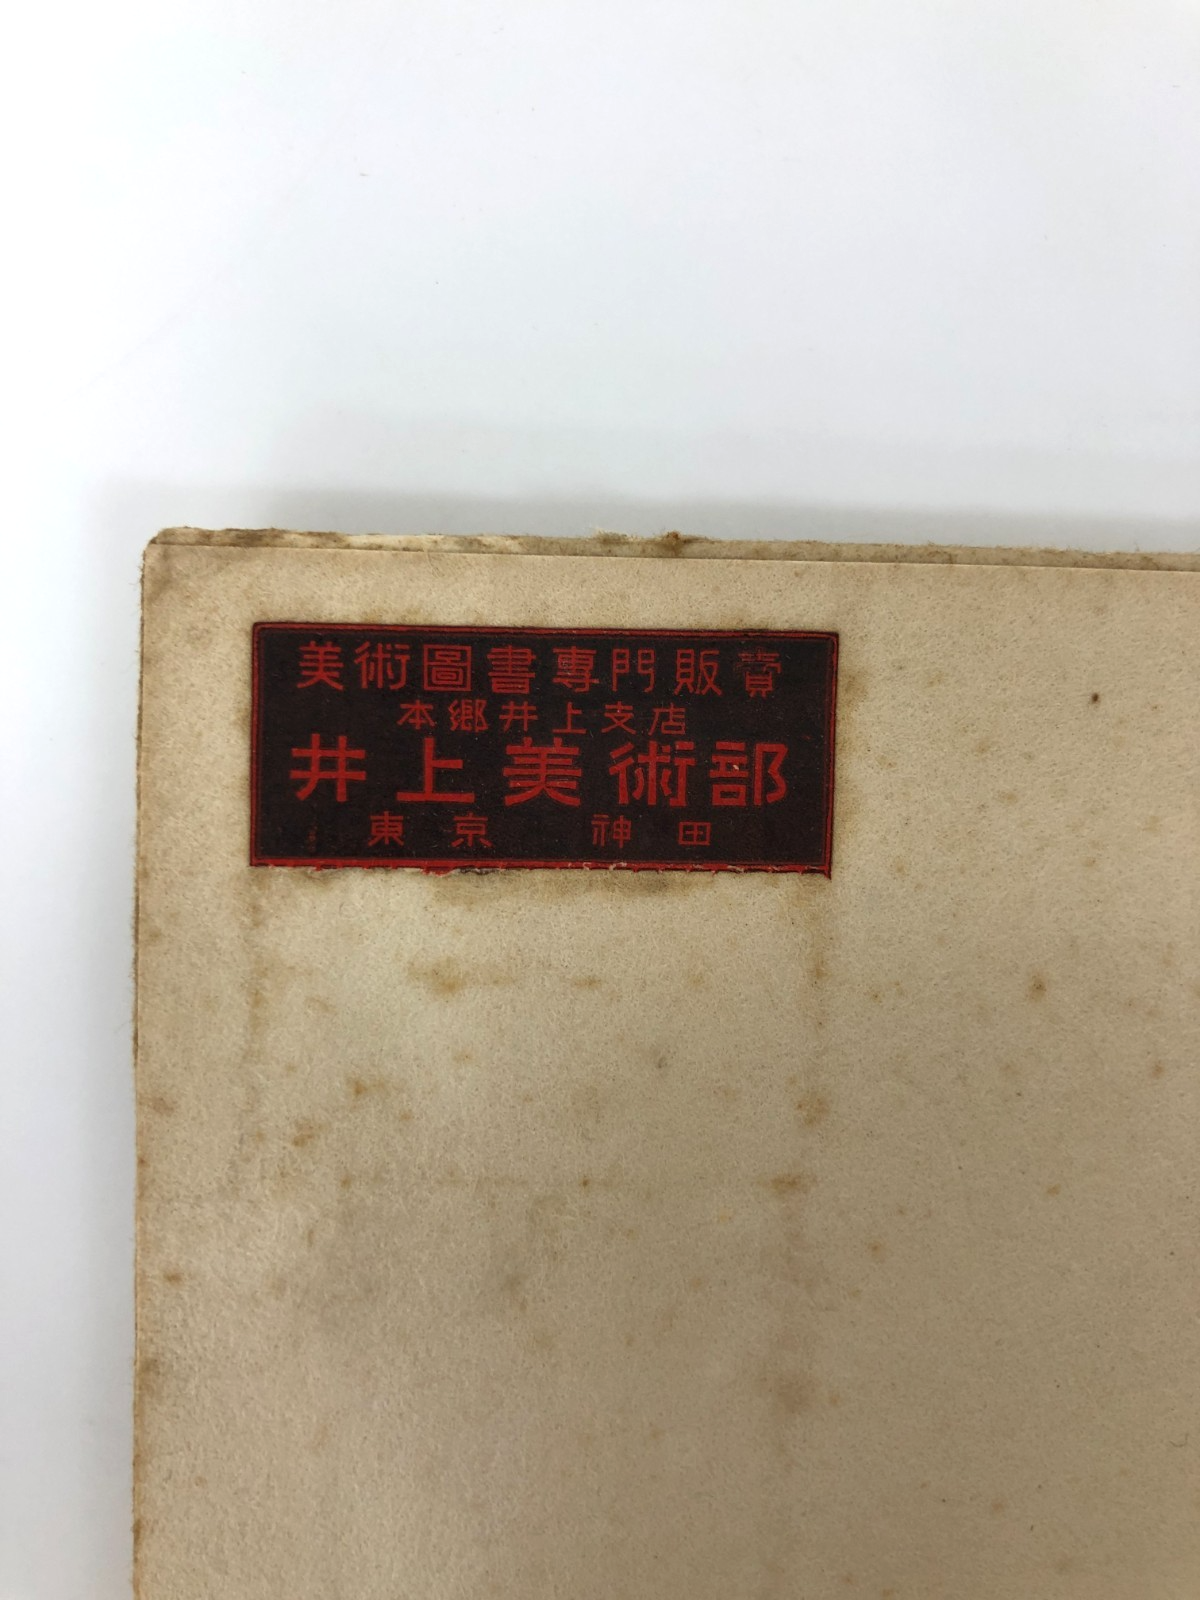 美術圖書專門販賣
本郷井上支店
井上美術部
東京 神田